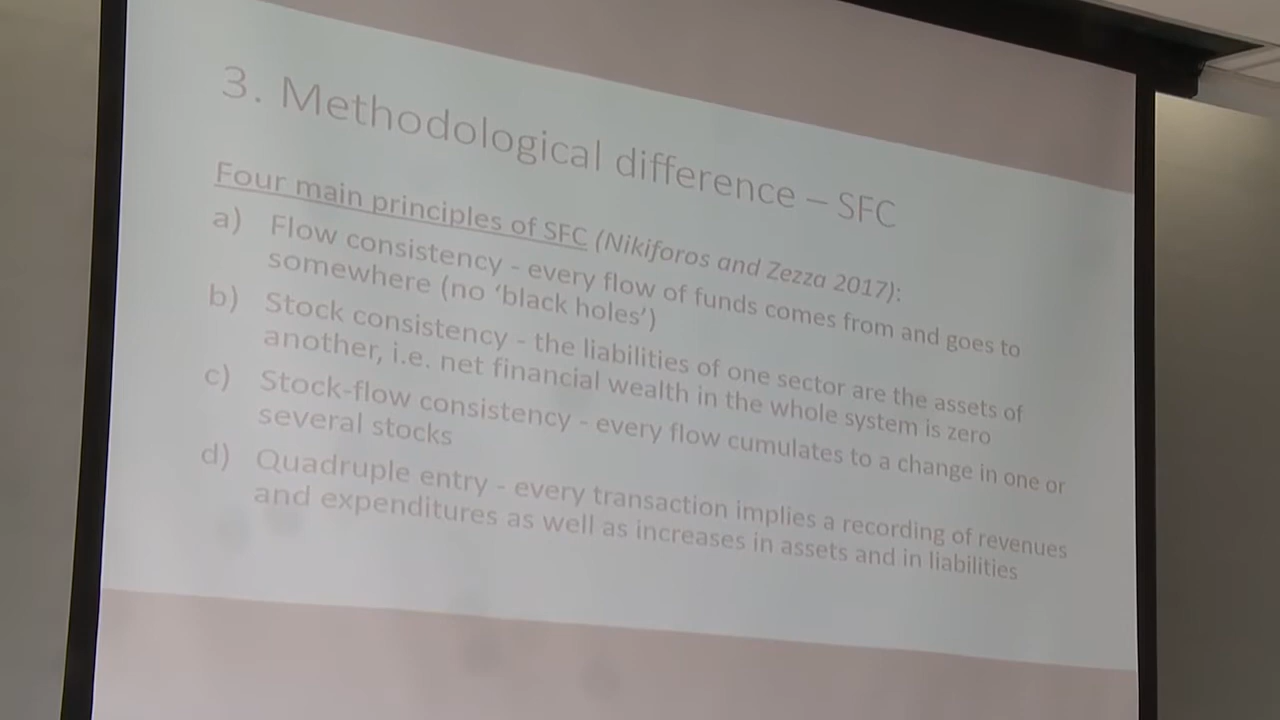 3. Methodological difference – SFC
Four main principles of SFC (Nikiforos and Zezza 2017):
a) Flow consistency - every flow of funds comes from and goes to
somewhere (no ‘black holes’)
b) Stock consistency - the liabilities of one sector are the assets of
another, i.e. net financial wealth in the whole system is zero
c) Stock-flow consistency - every flow cumulates to a change in one or
several stocks
d) Quadruple entry - every transaction implies a recording of revenues
and expenditures as well as increases in assets and in liabilities